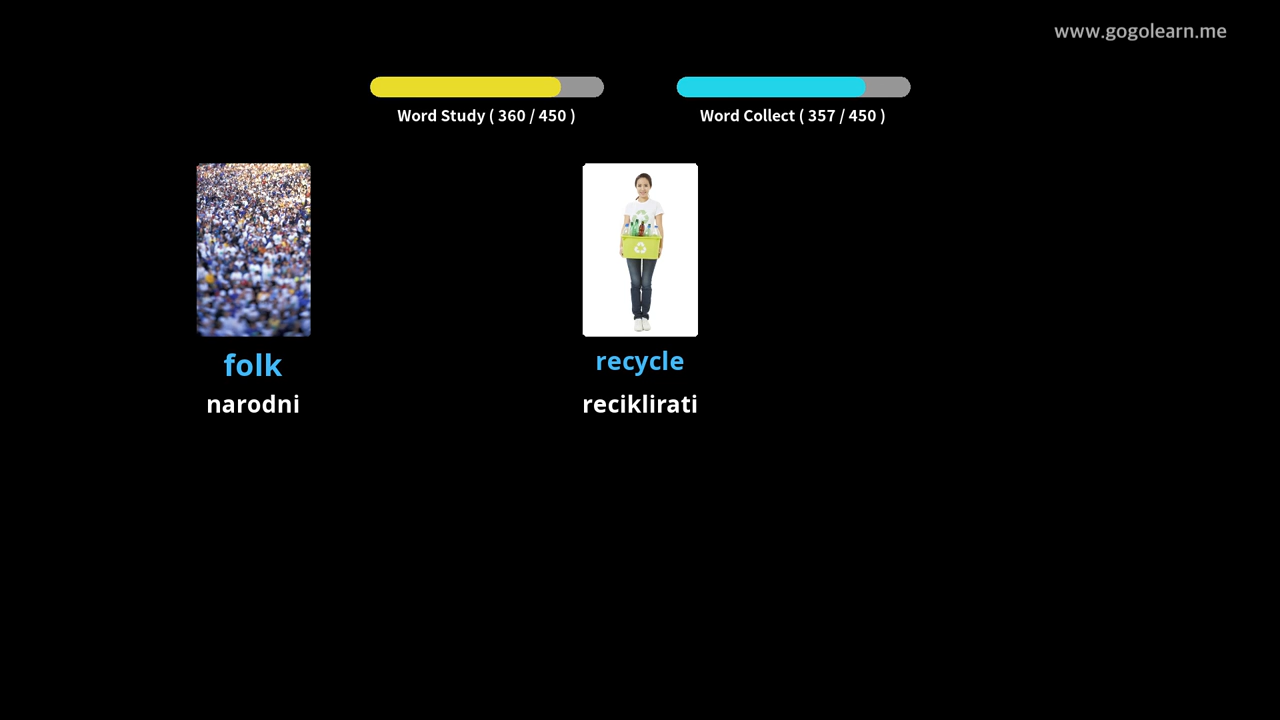 www.gogolearn.me
Word Study ( 360 / 450 )
Word Collect ( 357 / 450 )
folk
narodni
recycle
reciklirati